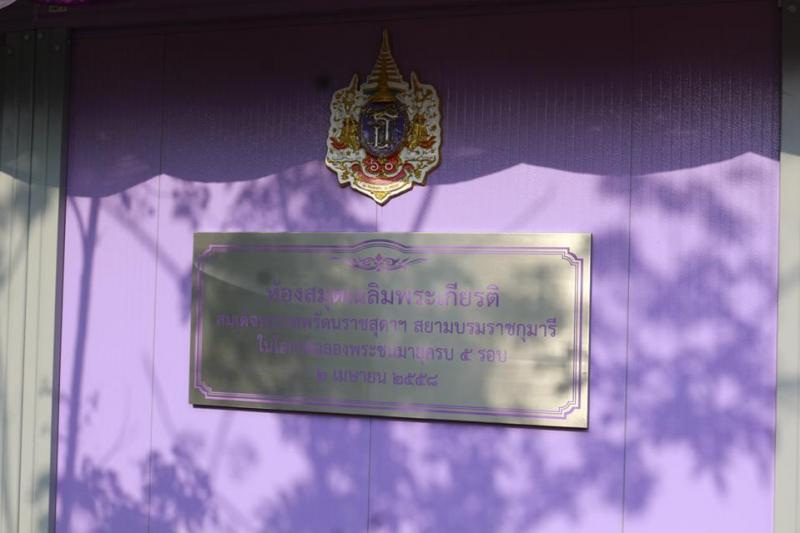 ห้องสมุดเฉลิมพระเกียรติ
สมเด็จพระเทพรัตนราชสุดาฯ สยามบรมราชกุมารี
ในโอกาสฉลองพระชนมายุครบ ๕ รอบ
๒ เมษายน ๒๕๕๘